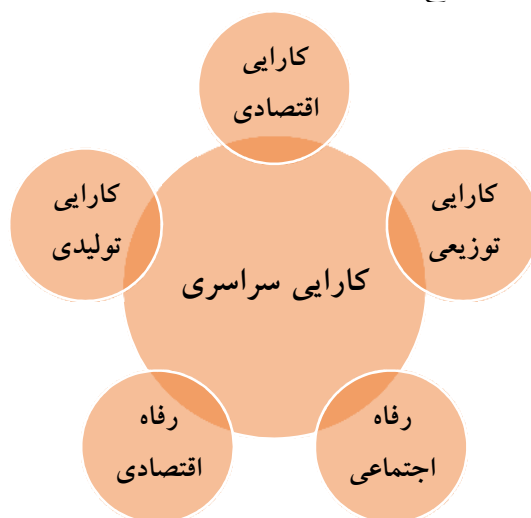 کارایی
اقتصادی
کارایی
توزیعی
کارایی
تولیدی
کارایی سراسری
رفاه
اجتماعی
رفاه
اقتصادی